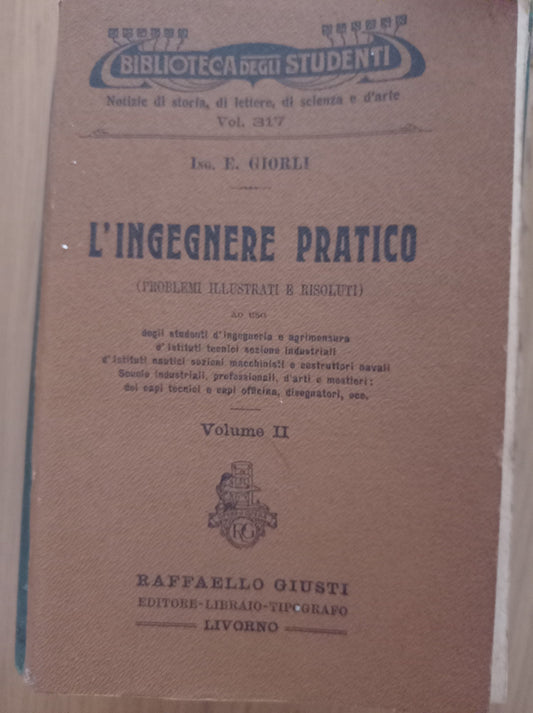 BIBLIOTECA DEGLI STUDENTI
Notizie di storia, di lettere, di scienza e d'arte
Vol. 317
ING. E. GIORLI
L'INGEGNERE PRATICO
(PROBLEMI ILLUSTRATI E RISOLUTI)
AD USO
degli studenti d'ingegneria e agrimensura
d'istituti tecnici sezione industriali
d'istituti nautici sezioni macchinisti e costruttori navali
Scuole industriali, professionali, d'arti e mestieri:
dei capi tecnici e capi officina, disegnatori, ecc.
Volume II
RG
RAFFAELLO GIUSTI
EDITORE-LIBRAIO-TIPOGRAFO
LIVORNO